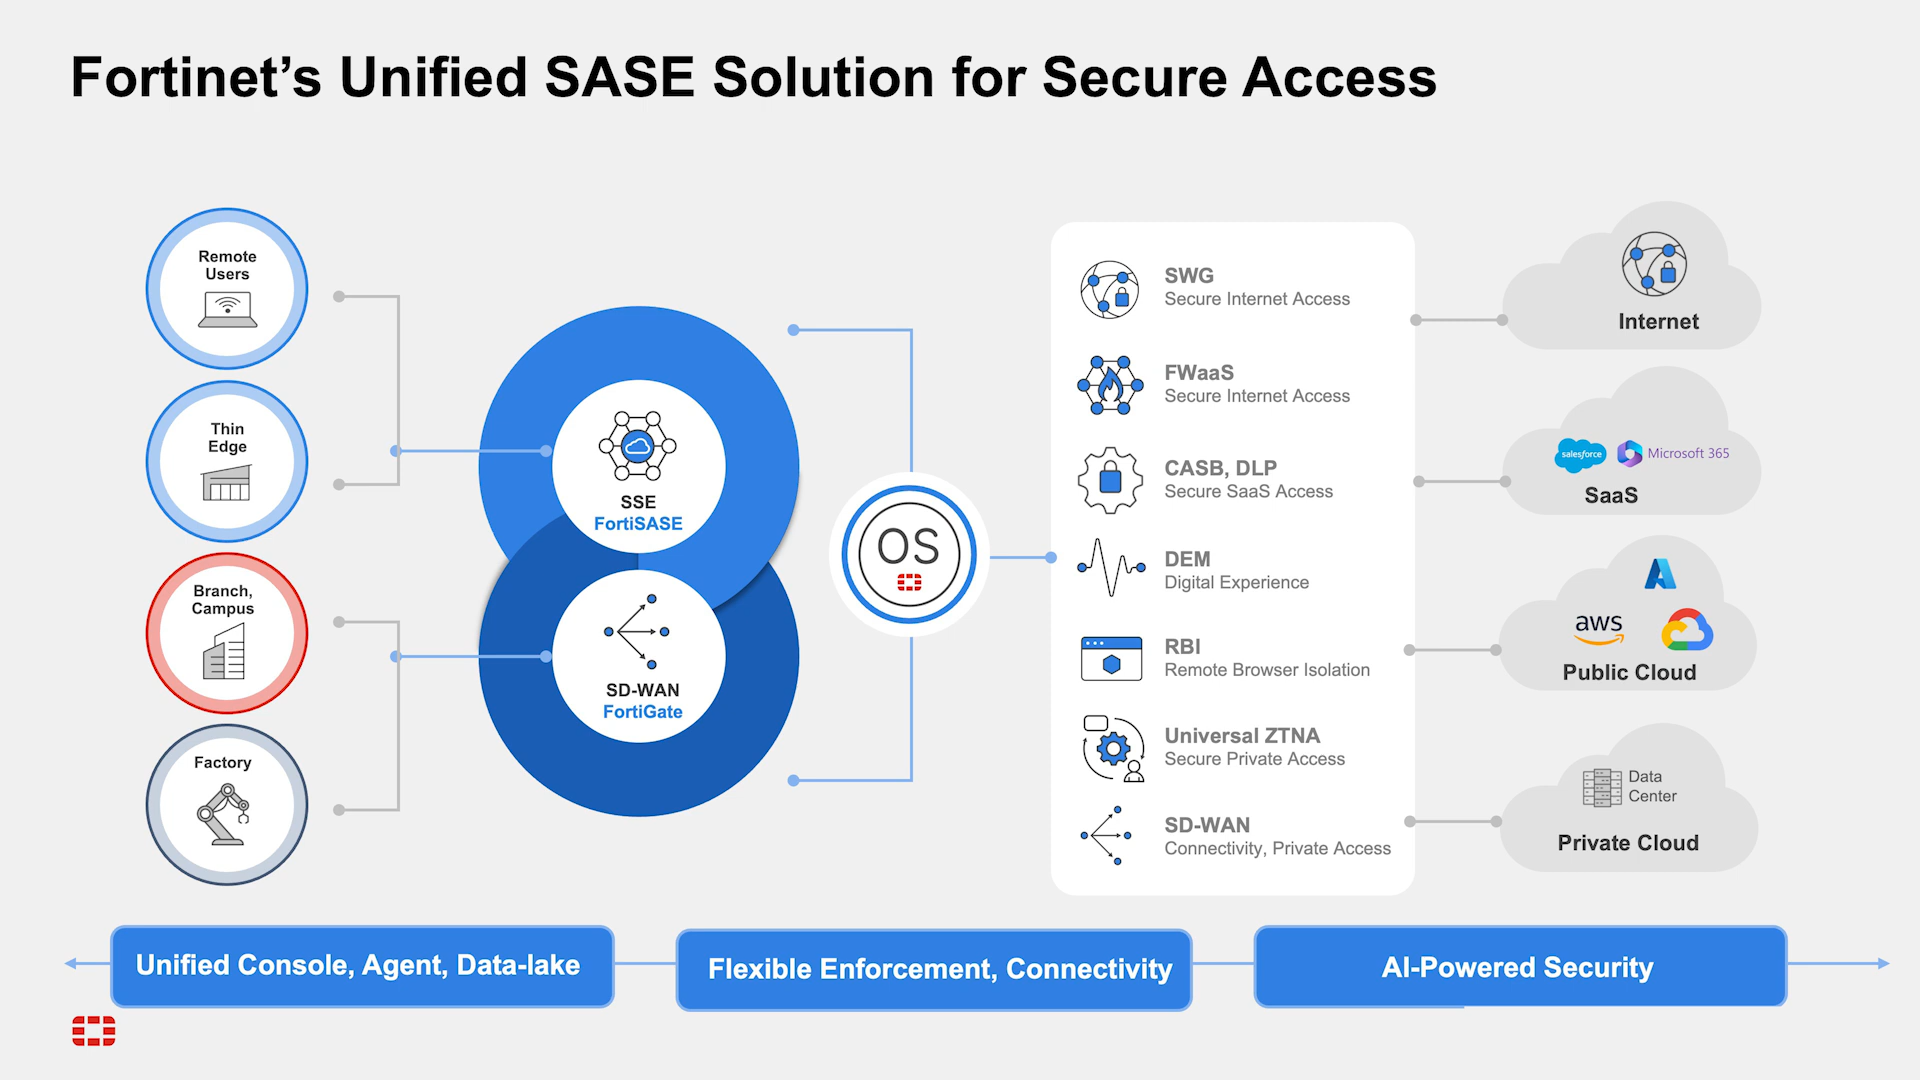 Fortinet’s Unified SASE Solution for Secure Access
Remote
Users
Thin
Edge
Branch,
Campus
Factory
SSE
FortiSASE
SD-WAN
FortiGate
OS
SWG
Secure Internet Access
FWaaS
Secure Internet Access
CASB, DLP
Secure SaaS Access
DEM
Digital Experience
RBI
Remote Browser Isolation
Universal ZTNA
Secure Private Access
SD-WAN
Connectivity, Private Access
Internet
salesforce
Microsoft 365
SaaS
aws
Public Cloud
Data
Center
Private Cloud
Unified Console, Agent, Data-lake
Flexible Enforcement, Connectivity
AI-Powered Security